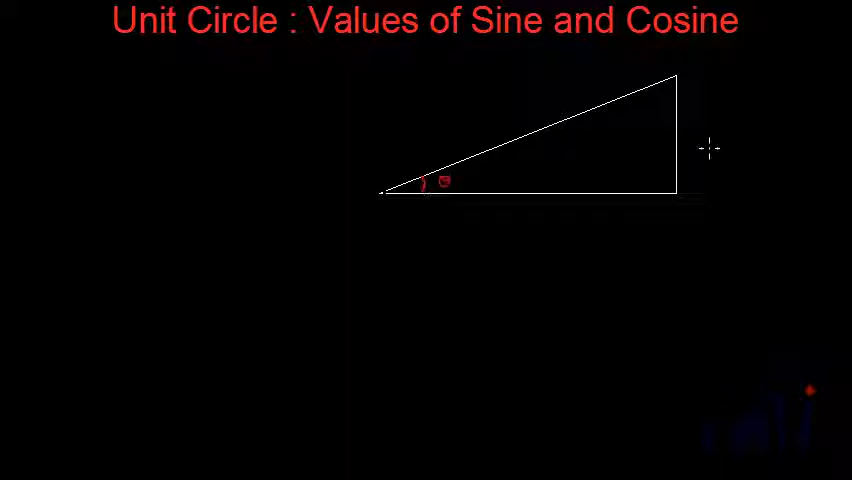 Unit Circle : Values of Sine and Cosine
Θ